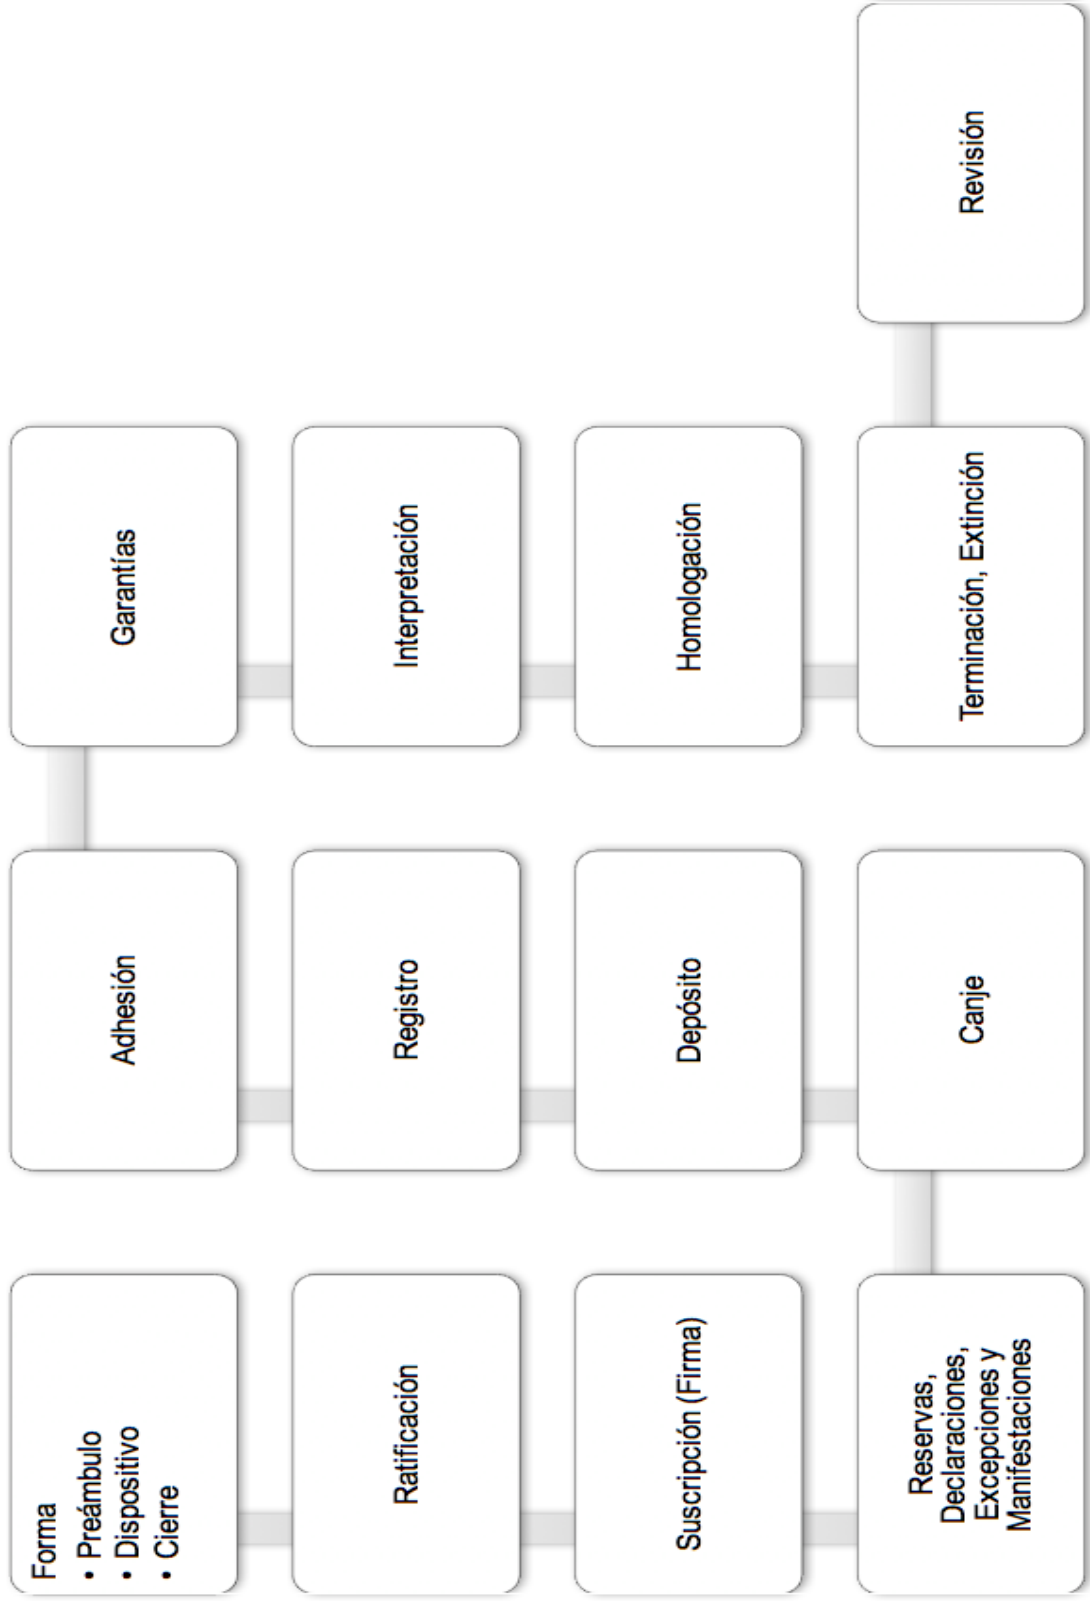 Forma
• Preámbulo
• Dispositivo
• Cierre
Ratificación
Suscripción (Firma)
Reservas,
Declaraciones,
Excepciones y
Manifestaciones
Canje
Depósito
Registro
Adhesión
Garantías
Interpretación
Homologación
Terminación, Extinción
Revisión